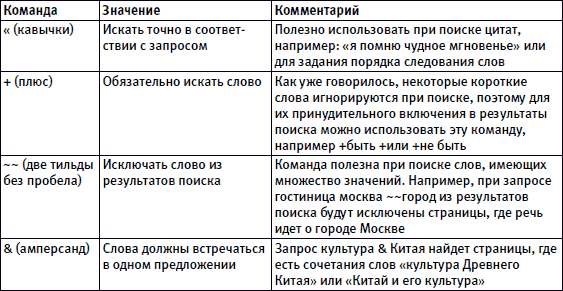 Команда Значение Комментарий
« (кавычки) Искать точно в соответ- Полезно использовать при поиске цитат,
ствии с запросом например: «я помню чудное мгновенье» или
для задания порядка следования слов
+ (плюс) Обязательно искать слово Как уже говорилось, некоторые короткие
слова игнорируются при поиске, поэтому для
их принудительного включения в результаты
поиска можно использовать эту команду,
например +быть +или +не быть
~~ (две тильды Исключать слово из Команда полезна при поиске слов, имеющих
без пробела) результатов поиска множество значений. Например, при запросе
гостиница москва ~~город из результатов
поиска будут исключены страницы, где речь
идет о городе Москве
& (амперсанд) Слова должны встречаться Запрос культура & Китая найдет страницы, где
в одном предложении есть сочетания слов «культура Древнего
Китая» или «Китай и его культура»